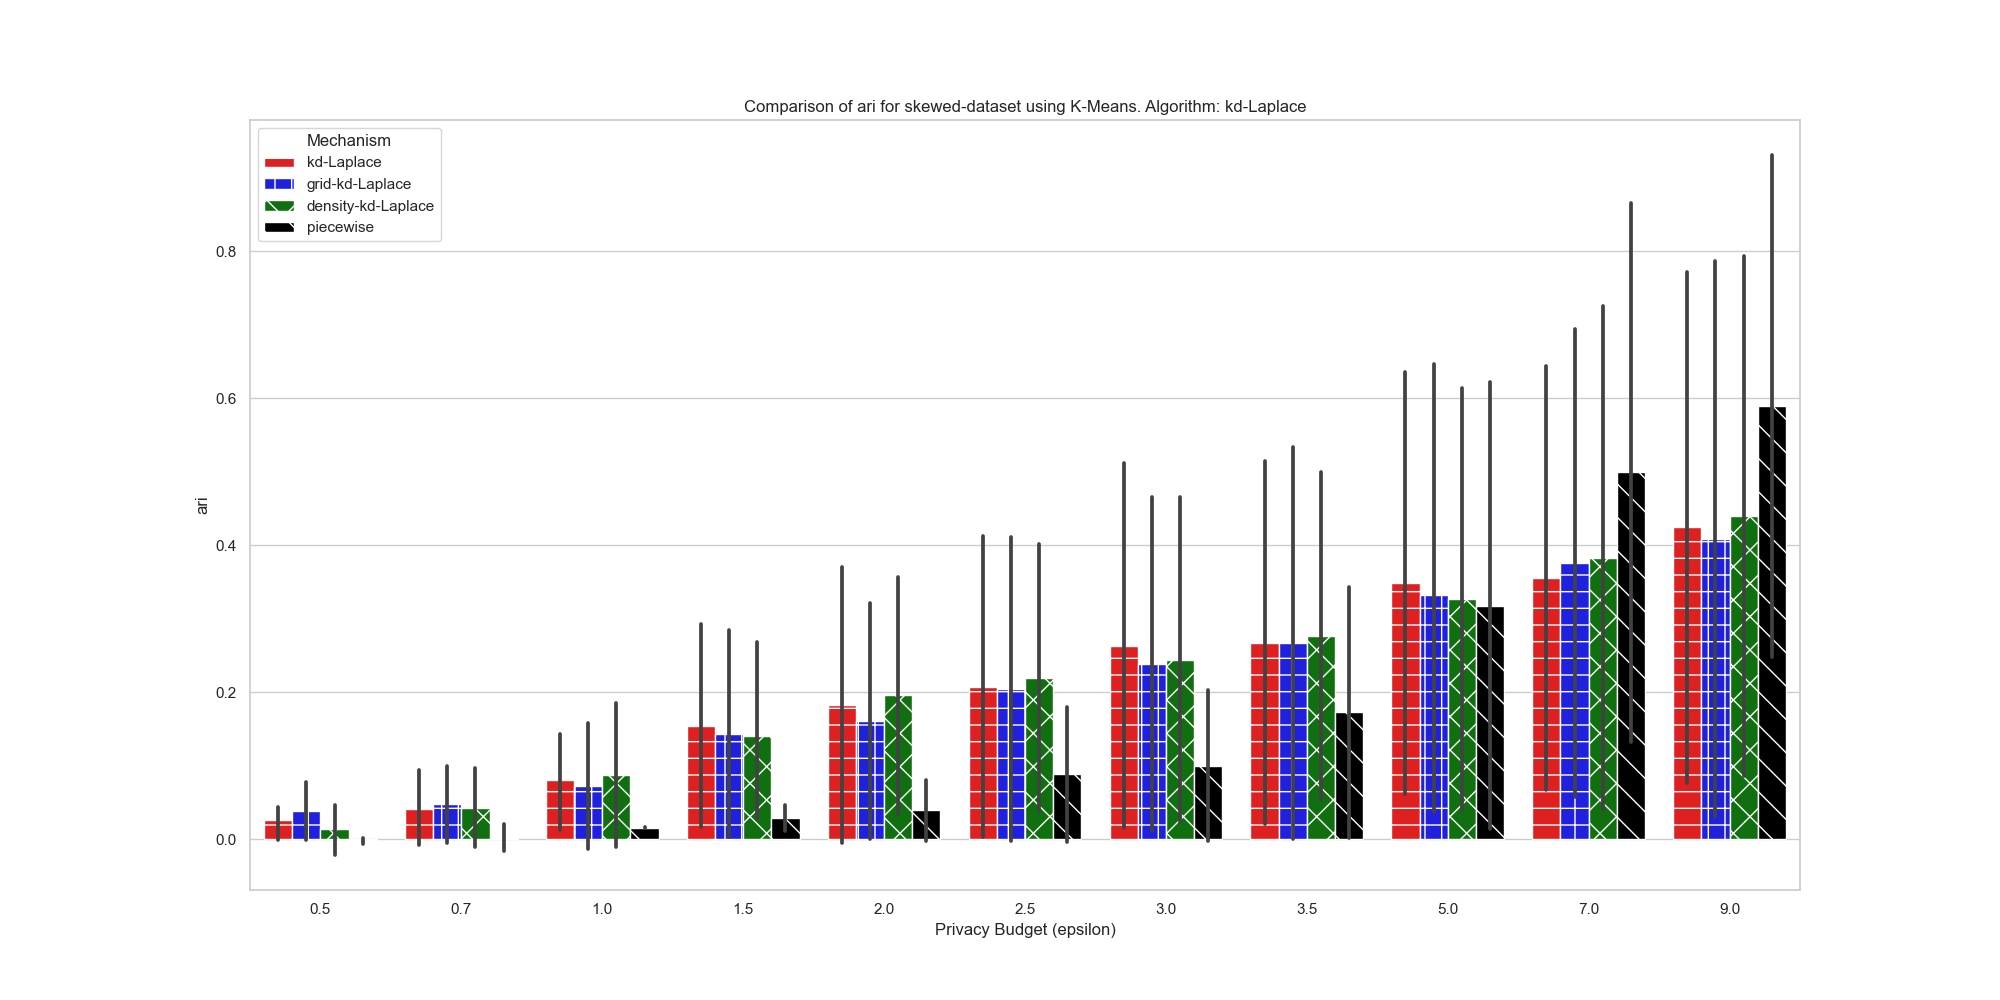 Comparison of ari for skewed-dataset using K-Means. Algorithm: kd-Laplace
Mechanism
kd-Laplace
grid-kd-Laplace
density-kd-Laplace
piecewise
0.8
0.6
0.4
0.2
0.0
ari
0.5 0.7 1.0 1.5 2.0 2.5 3.0 3.5 5.0 7.0 9.0
Privacy Budget (epsilon)